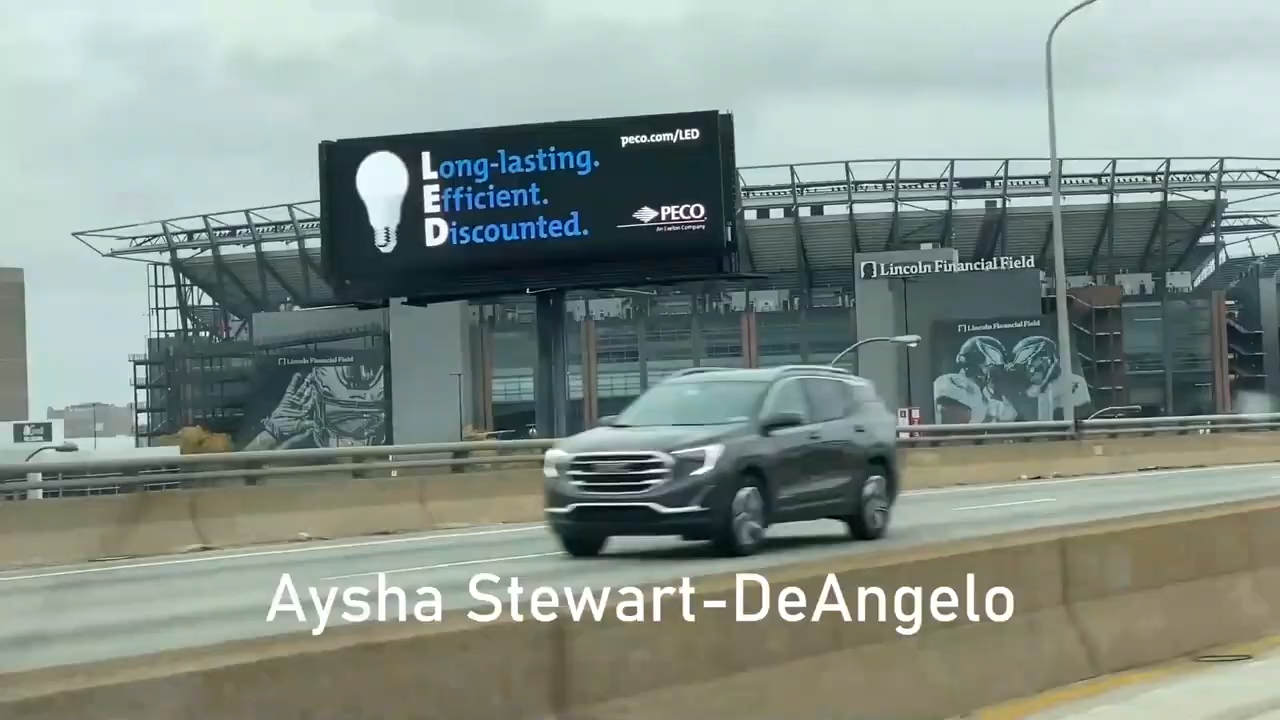 peco.com/LED
Long-lasting.
Efficient.
Discounted.
PECO
An Exelon Company
Lincoln Financial Field
Lincoln Financial Field
Lincoln Financial Field
Aysha Stewart-DeAngelo